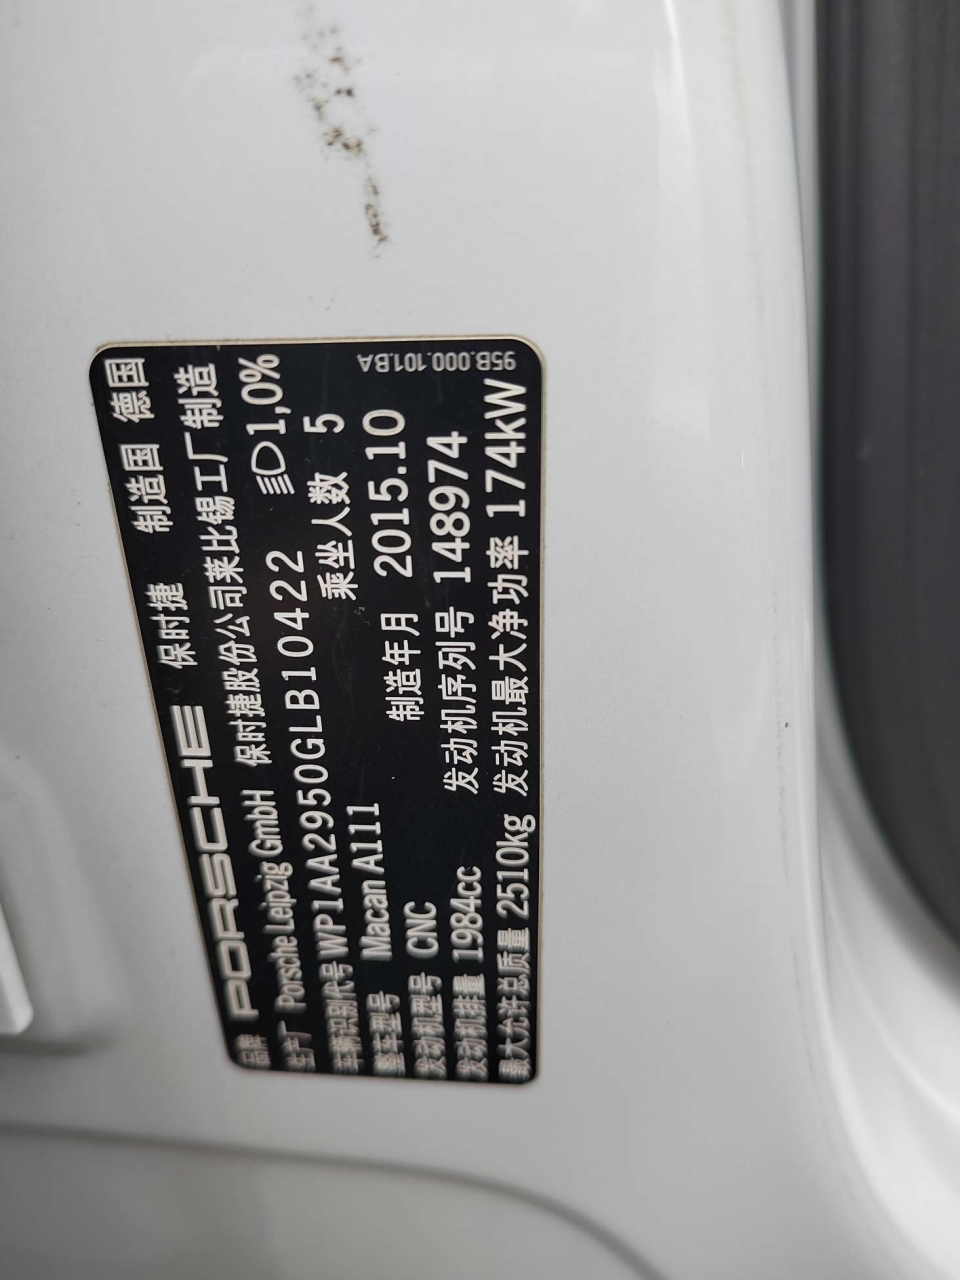 品牌 PORSCHE 保时捷 制造国 德国
生产厂 Porsche Leipzig GmbH 保时捷股份公司莱比锡工厂制造
车辆识别代号 WP1AA2950GLB10422 1,0%
整车型号 Macan A111 乘坐人数 5
发动机型号 CNC 制造年月 2015.10
发动机排量 1984cc 发动机序列号 148974
最大允许总质量 2510kg 发动机最大净功率 174kW
95B.000.101.BA